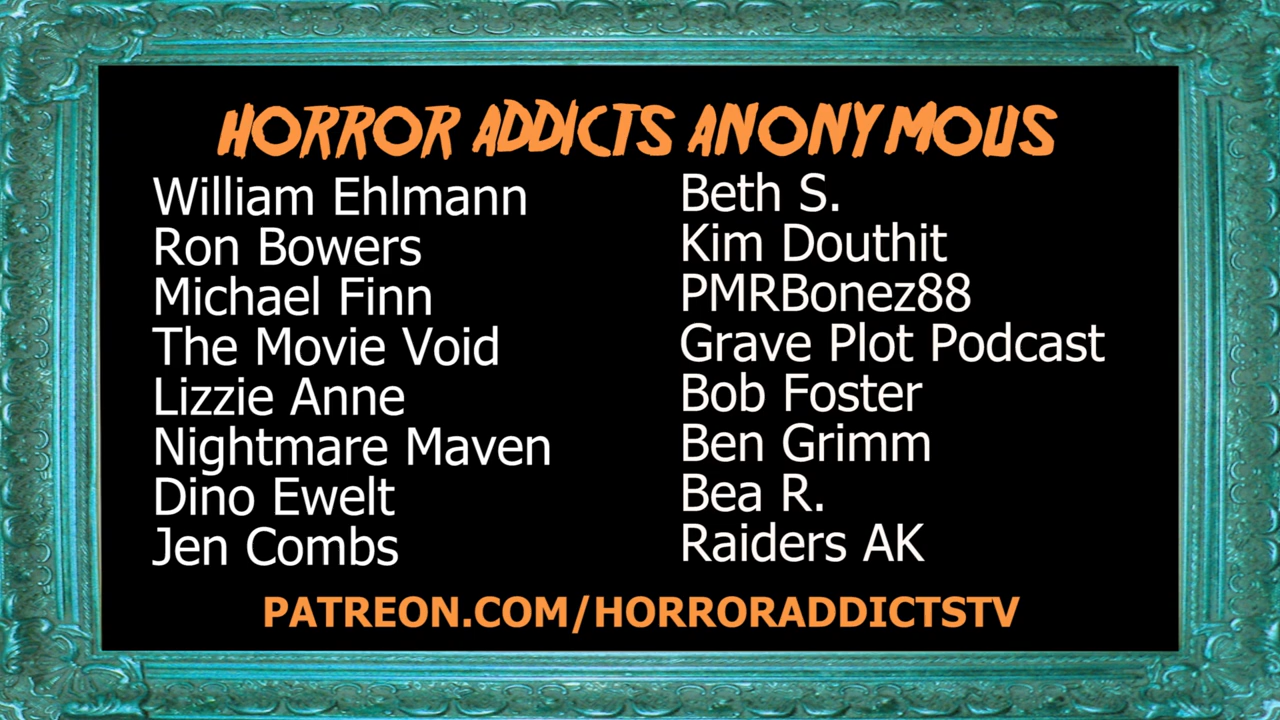 HORROR ADDICTS ANONYMOUS
William Ehlmann
Ron Bowers
Michael Finn
The Movie Void
Lizzie Anne
Nightmare Maven
Dino Ewelt
Jen Combs
Beth S.
Kim Douthit
PMRBonez88
Grave Plot Podcast
Bob Foster
Ben Grimm
Bea R.
Raiders AK
PATREON.COM/HORRORADDICTSTV